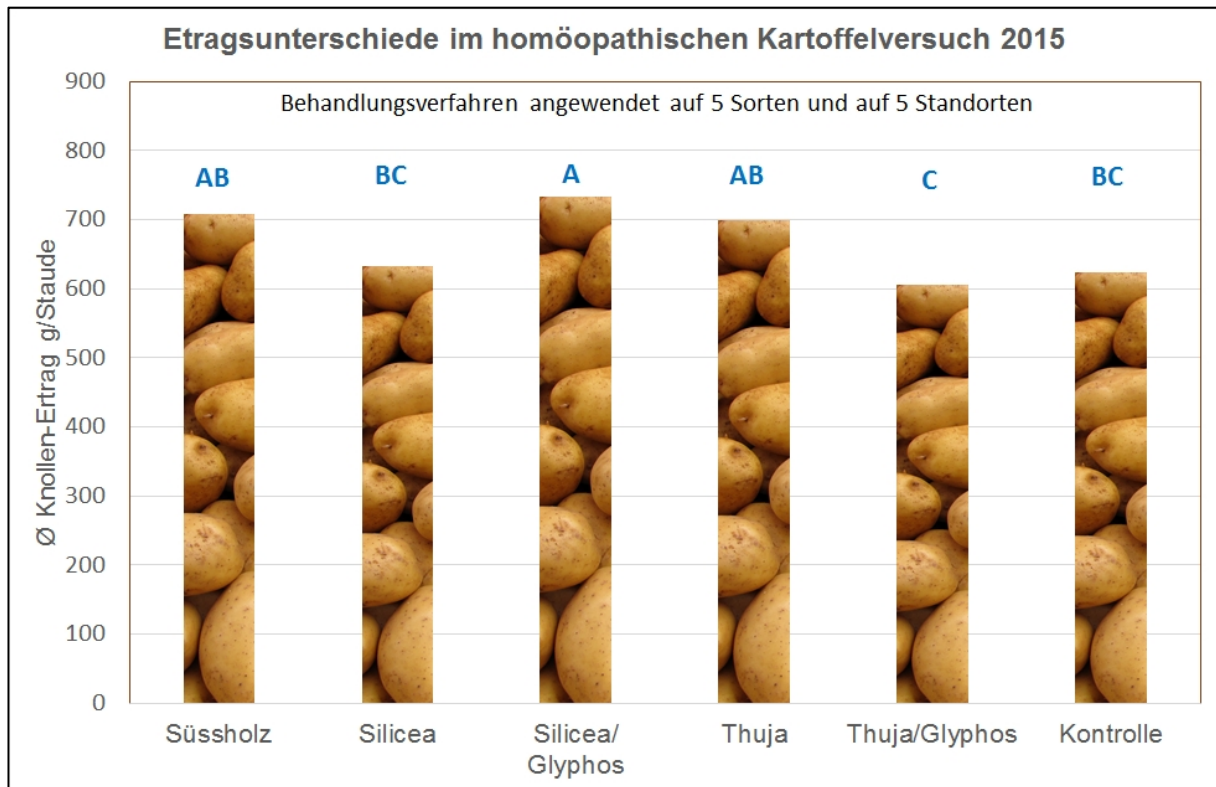 Etragsunterschiede im homöopathischen Kartoffelversuch 2015
Behandlungsverfahren angewendet auf 5 Sorten und auf 5 Standorten
Ø Knollen-Ertrag g/Staude
900
800
700
600
500
400
300
200
100
0
AB BC A AB C BC
Süssholz Silicea Silicea/ Thuja Thuja/Glyphos Kontrolle
Glyphos